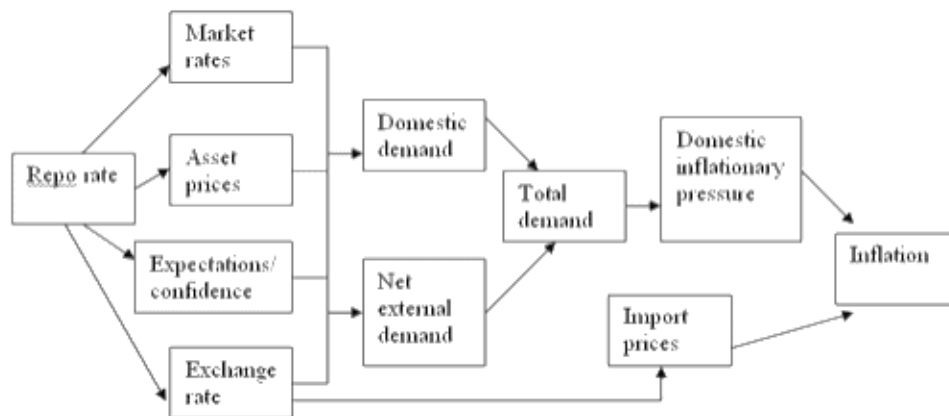 Market
rates
Repo rate
Asset
prices
Expectations/
confidence
Exchange
rate
Domestic
demand
Net
external
demand
Total
demand
Domestic
inflationary
pressure
Import
prices
Inflation